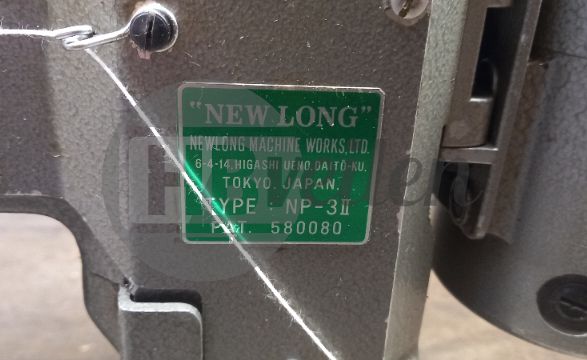 "NEW LONG"
NEWLONG MACHINE WORKS, LTD.
6-4-14, HIGASHI UENO, DAITO-KU,
TOKYO. JAPAN.
TYPE NP-3Ⅱ
PAT. 580080